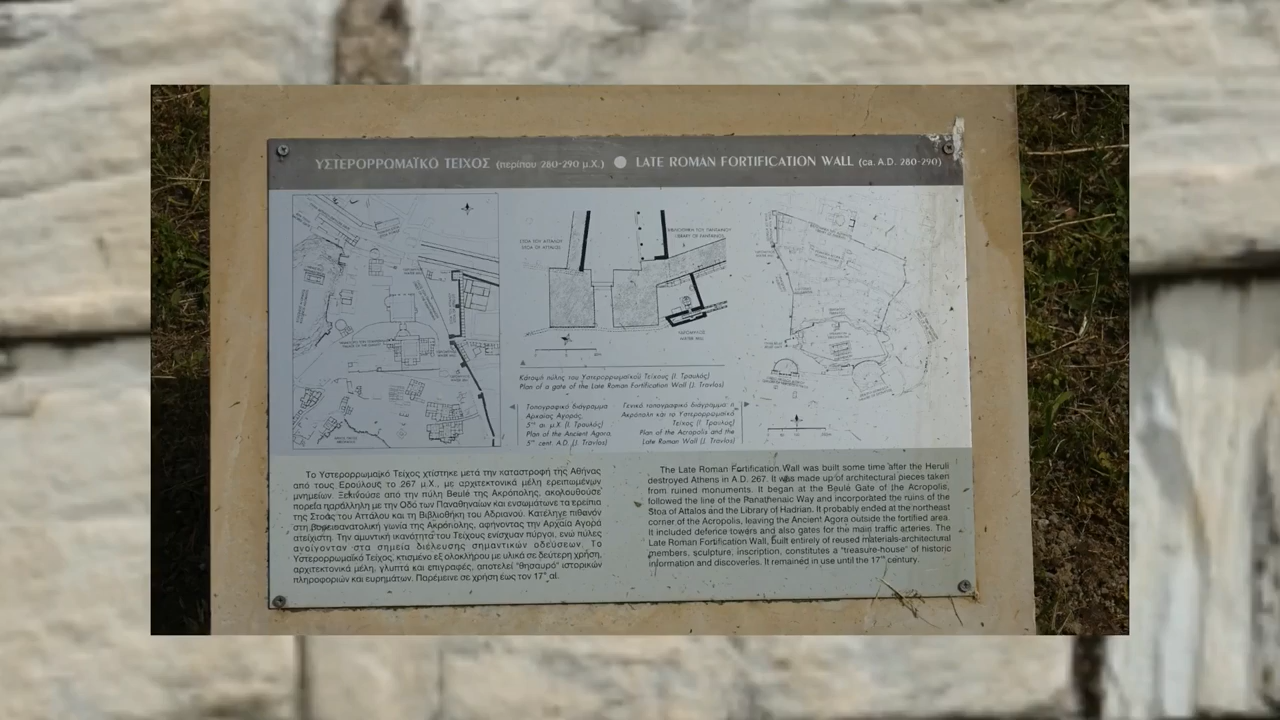 ΥΣΤΕΡΟΡΡΩΜΑΪΚΟ ΤΕΙΧΟΣ (περίπου 260-290 μ.Χ.) ● LATE ROMAN FORTIFICATION WALL (ca. A.D. 280-290)
ΣΤΟΑ ΤΟΥ ΑΤΤΑΛΟΥ
STOA OF ATTALOS
ΒΙΒΛΙΟΘΗΚΗ ΤΟΥ ΠΑΝΤΑΙΝΟΥ
LIBRARY OF PANTAINOS
Κάτοψη πύλης του Υστερορρωμαϊκού Τείχους (Ι. Τραυλός)
Plan of a gate of the Late Roman Fortification Wall (J. Travlos)
Τοπογραφικό διάγραμμα
Αρχαίας Αγοράς,
5ος αι. μ.Χ. (Ι. Τραυλός)
Plan of the Ancient Agora,
5th cent. A.D. (J. Travlos)
Γενικό τοπογραφικό διάγραμμα: η
Ακρόπολη και το Υστερορρωμαϊκό
Τείχος (Ι. Τραυλός)
Plan of the Acropolis and the
Late Roman Wall (J. Travlos)
Το Υστερορρωμαϊκό Τείχος χτίστηκε μετά την καταστροφή της Αθήνας
από τους Ερούλους το 267 μ.Χ., με αρχιτεκτονικά μέλη ερειπωμένων
μνημείων. Ξεκινούσε από την πύλη Beulé της Ακρόπολης, ακολουθούσε
πορεία παράλληλη με την Οδό των Παναθηναίων και ενσωμάτωνε τα ερείπια
της Στοάς του Αττάλου και τη Βιβλιοθήκη του Αδριανού. Κατέληγε πιθανόν
στη βορειοανατολική γωνία της Ακρόπολης, αφήνοντας την Αρχαία Αγορά
ατείχιστη. Την αμυντική ικανότητα του Τείχους ενίσχυαν πύργοι, ενώ πύλες
ανοίγονταν στα σημεία διέλευσης σημαντικών οδεύσεων. Το
Υστερορρωμαϊκό Τείχος, κτισμένο εξ ολοκλήρου με υλικά σε δεύτερη χρήση,
αρχιτεκτονικά μέλη, γλυπτά και επιγραφές, αποτελεί "θησαυρό" ιστορικών
πληροφοριών και ευρημάτων. Παρέμεινε σε χρήση έως τον 17ο αι.
The Late Roman Fortification Wall was built some time after the Heruli
destroyed Athens in A.D. 267. It was made up of architectural pieces taken
from ruined monuments. It began at the Beulé Gate of the Acropolis,
followed the line of the Panathenaic Way and incorporated the ruins of the
Stoa of Attalos and the Library of Hadrian. It probably ended at the northeast
corner of the Acropolis, leaving the Ancient Agora outside the fortified area.
It included defence towers and also gates for the main traffic arteries. The
Late Roman Fortification Wall, built entirely of reused materials-architectural
members, sculpture, inscription, constitutes a "treasure-house" of historic
information and discoveries. It remained in use until the 17th century.